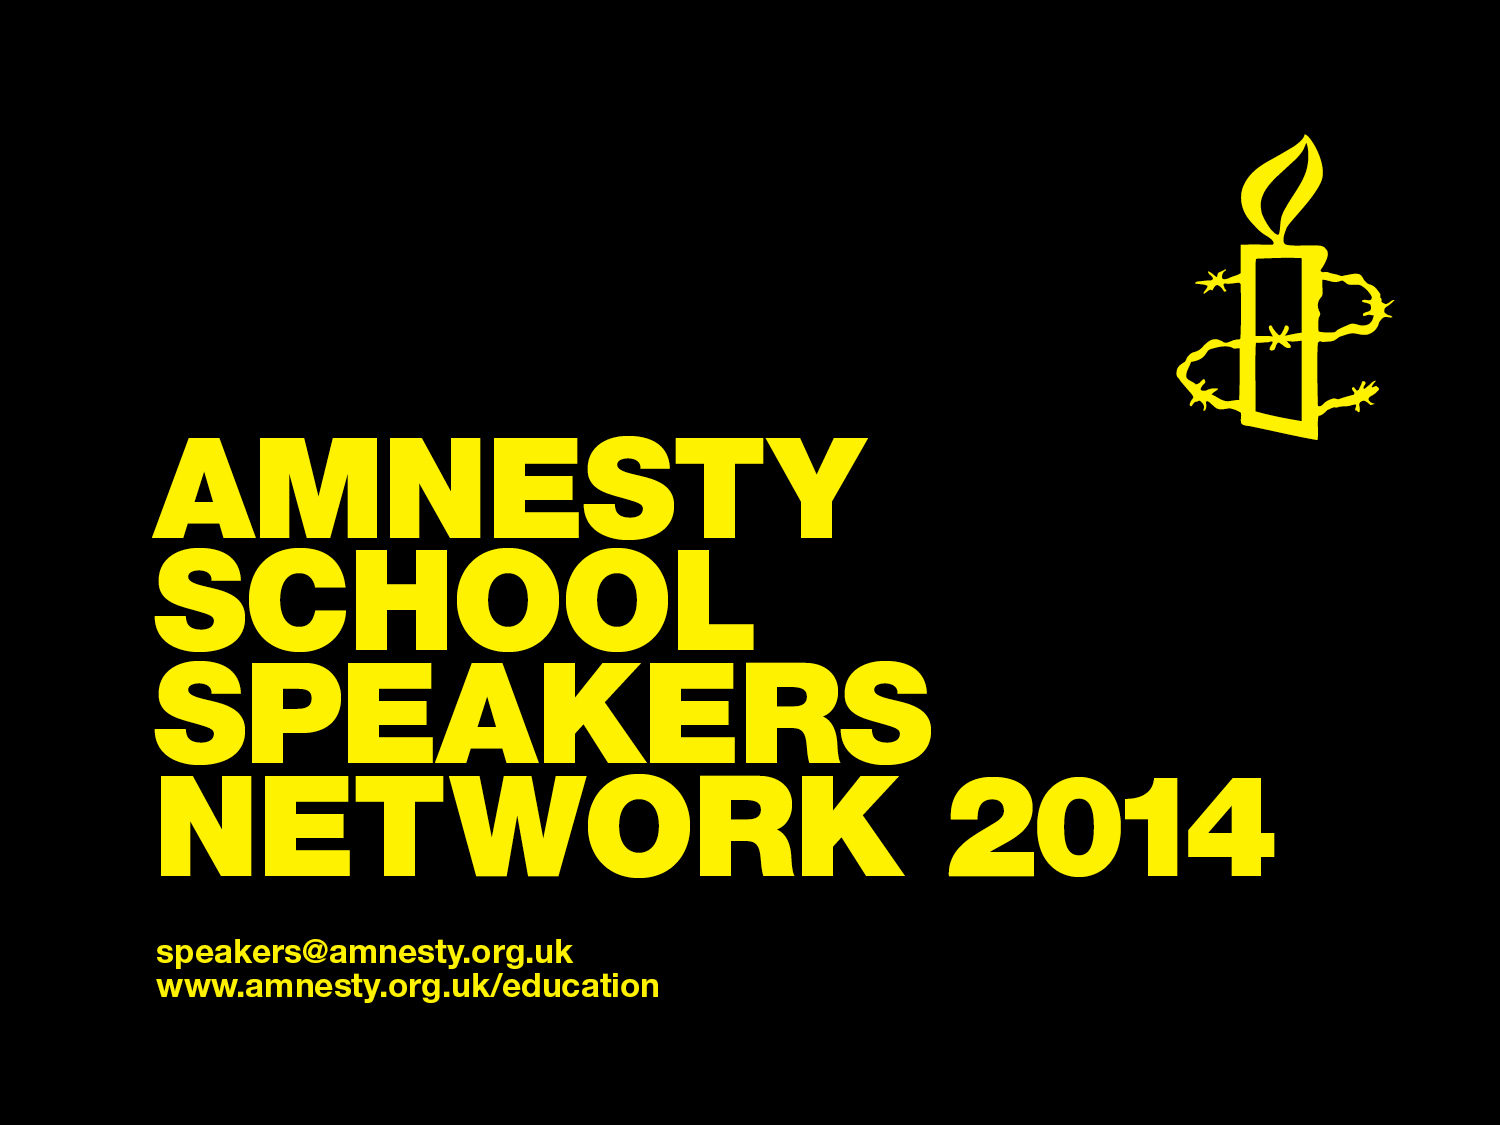 AMNESTY
SCHOOL
SPEAKERS
NETWORK 2014
speakers@amnesty.org.uk
www.amnesty.org.uk/education